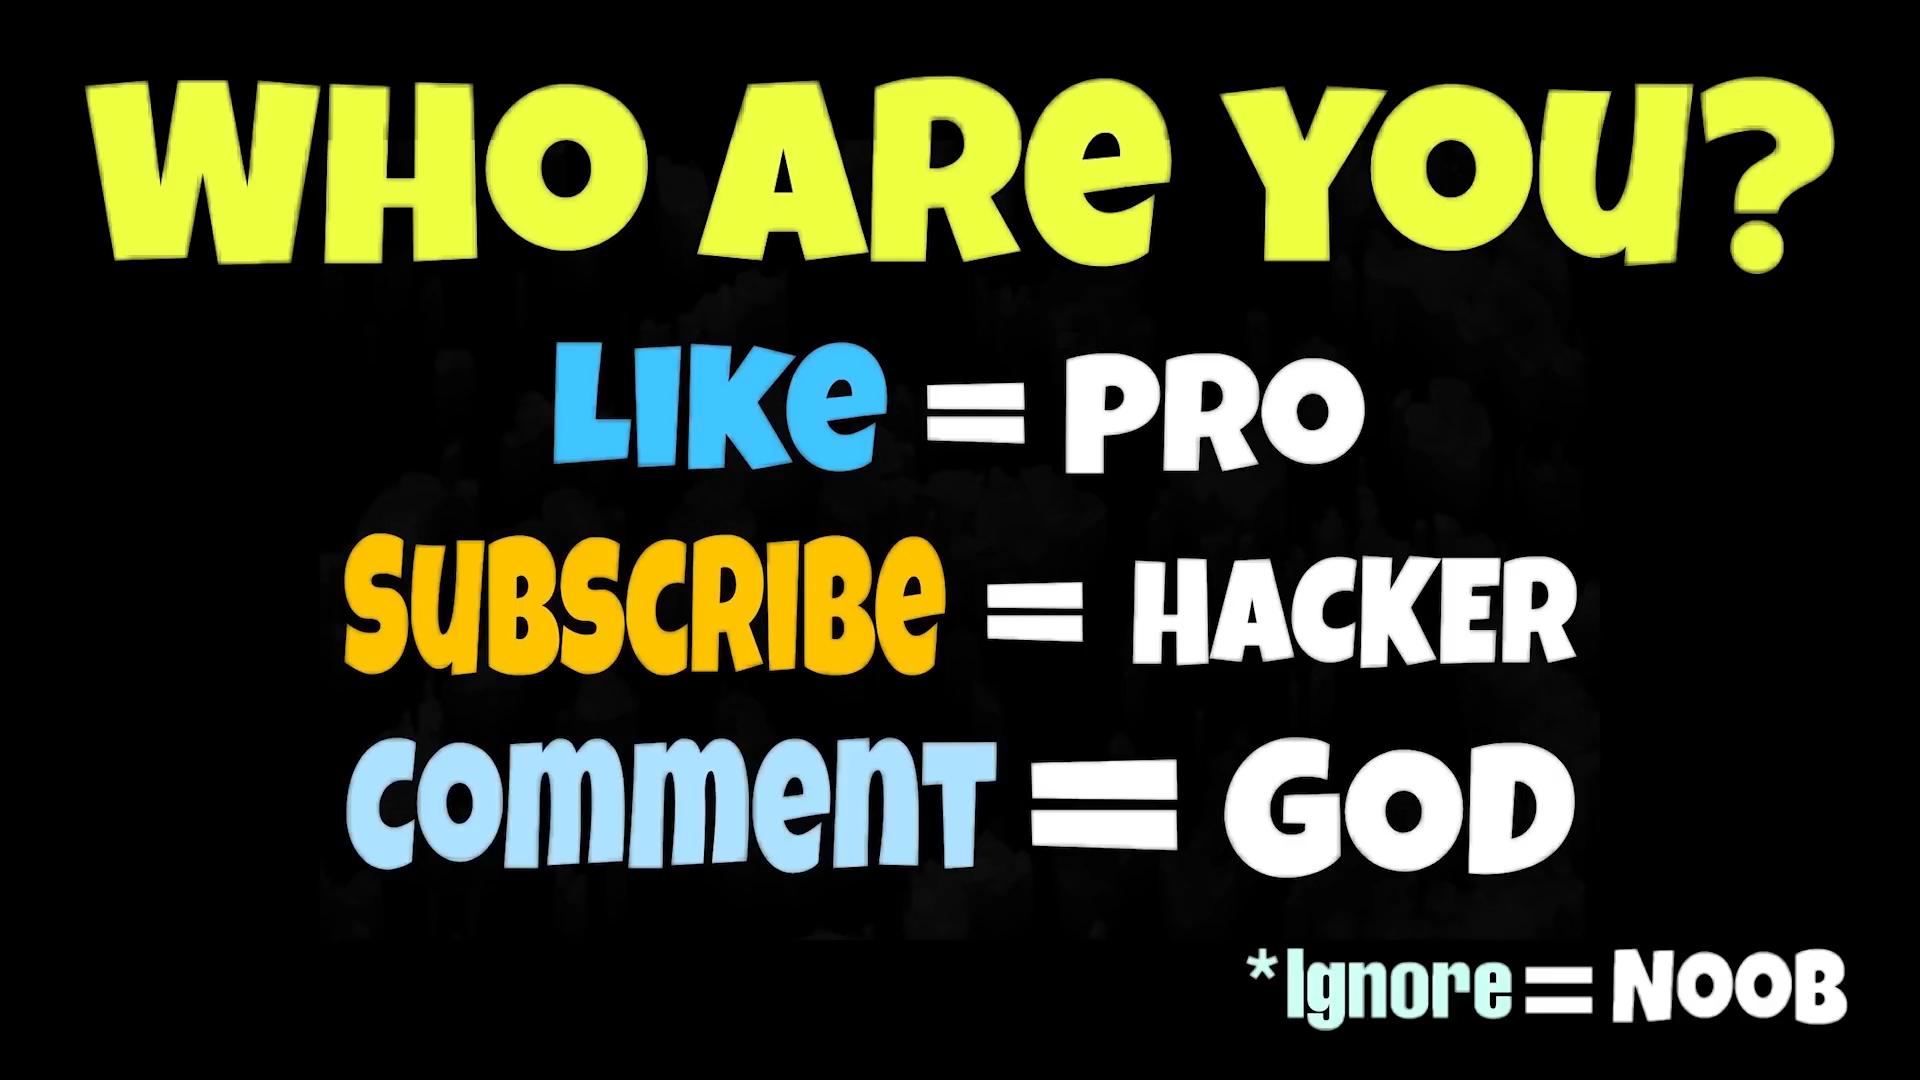 WHO ARe YOU?
LIKe = PRO
SUBSCRIBe = HACKER
COmmenT = GOD
*Ignore = NOOB